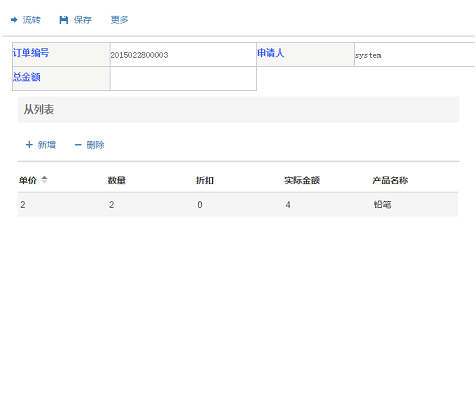 流转 保存 更多
订单编号 2015022800003 申请人 system
总金额
从列表
新增 删除
单价 数量 折扣 实际金额 产品名称
2 2 0 4 铅笔